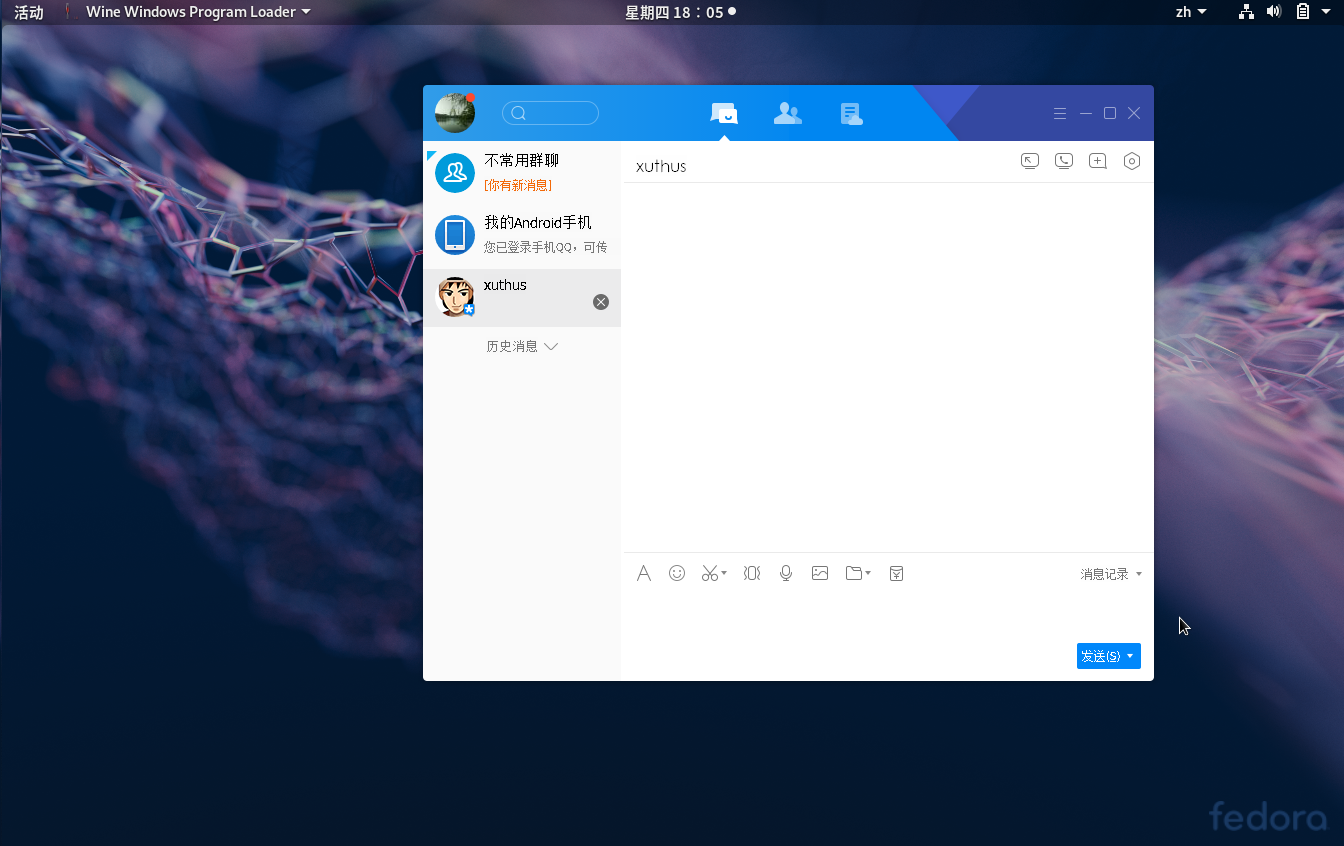 活动 Wine Windows Program Loader 星期四 18：05 zh
不常用群聊
[你有新消息]
我的Android手机
您已登录手机QQ，可传
xuthus
历史消息
xuthus
消息记录
发送(S)
fedora